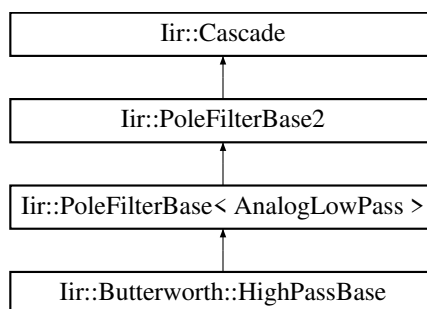 Iir::Cascade
Iir::PoleFilterBase2
Iir::PoleFilterBase< AnalogLowPass >
Iir::Butterworth::HighPassBase